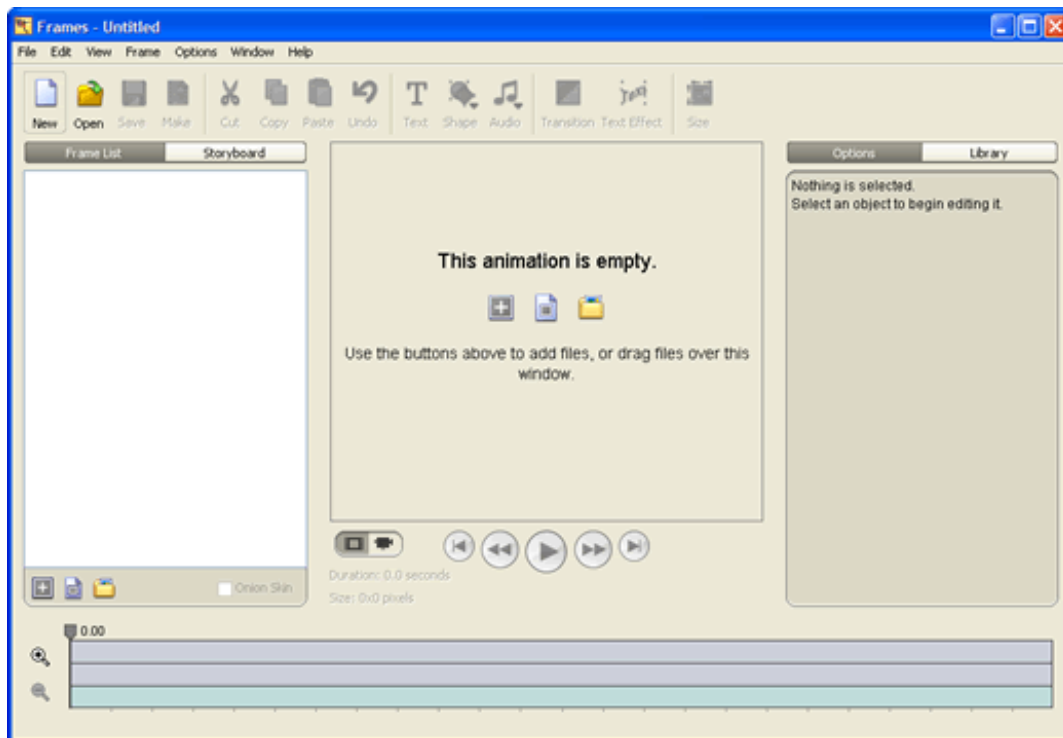 Frames - Untitled
File Edit View Frame Options Window Help
New Open Save Make Cut Copy Paste Undo Text Shape Audio Transition Text Effect Size
Frame List Storyboard
Options Library
Nothing is selected.
Select an object to begin editing it.
This animation is empty.
Use the buttons above to add files, or drag files over this
window.
Duration: 0.0 seconds
Onion Skin
Size: 0x0 pixels
0.00